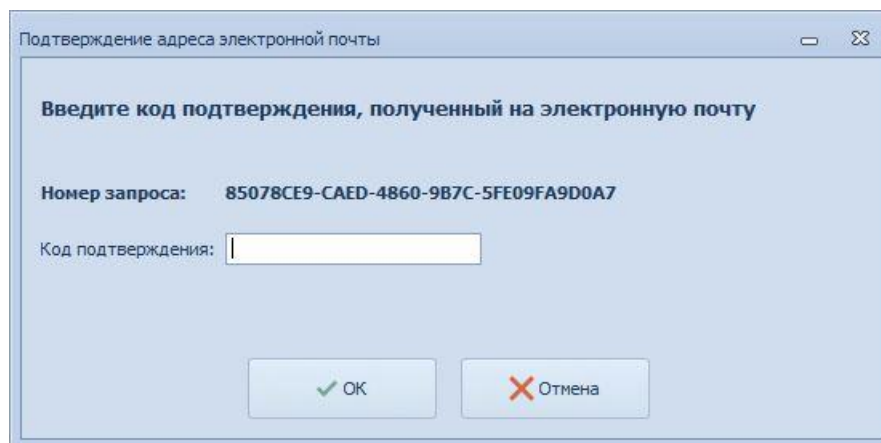 Подтверждение адреса электронной почты
Введите код подтверждения, полученный на электронную почту
Номер запроса: 85078CE9-CAED-4860-9B7C-5FE09FA9D0A7
Код подтверждения:
OK Отмена